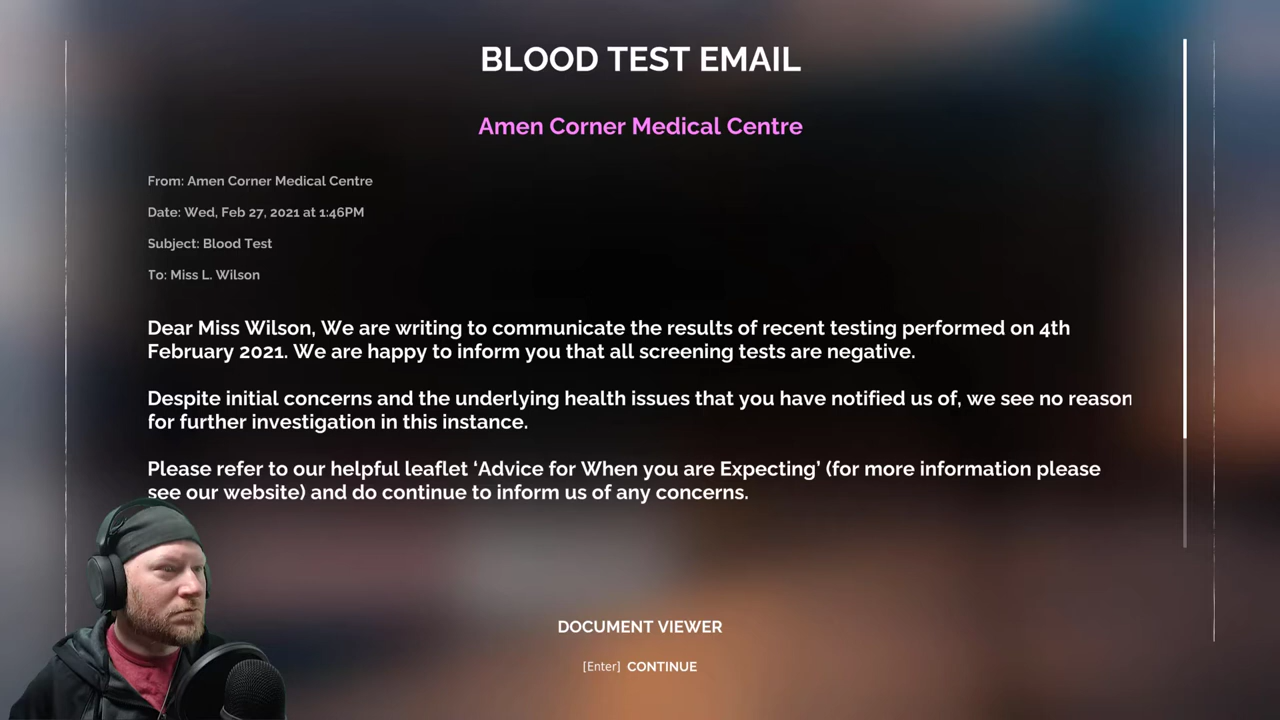 BLOOD TEST EMAIL
Amen Corner Medical Centre
From: Amen Corner Medical Centre
Date: Wed, Feb 27, 2021 at 1:46PM
Subject: Blood Test
To: Miss L. Wilson
Dear Miss Wilson, We are writing to communicate the results of recent testing performed on 4th
February 2021. We are happy to inform you that all screening tests are negative.
Despite initial concerns and the underlying health issues that you have notified us of, we see no reason
for further investigation in this instance.
Please refer to our helpful leaflet ‘Advice for When you are Expecting’ (for more information please
see our website) and do continue to inform us of any concerns.
DOCUMENT VIEWER
[Enter] CONTINUE